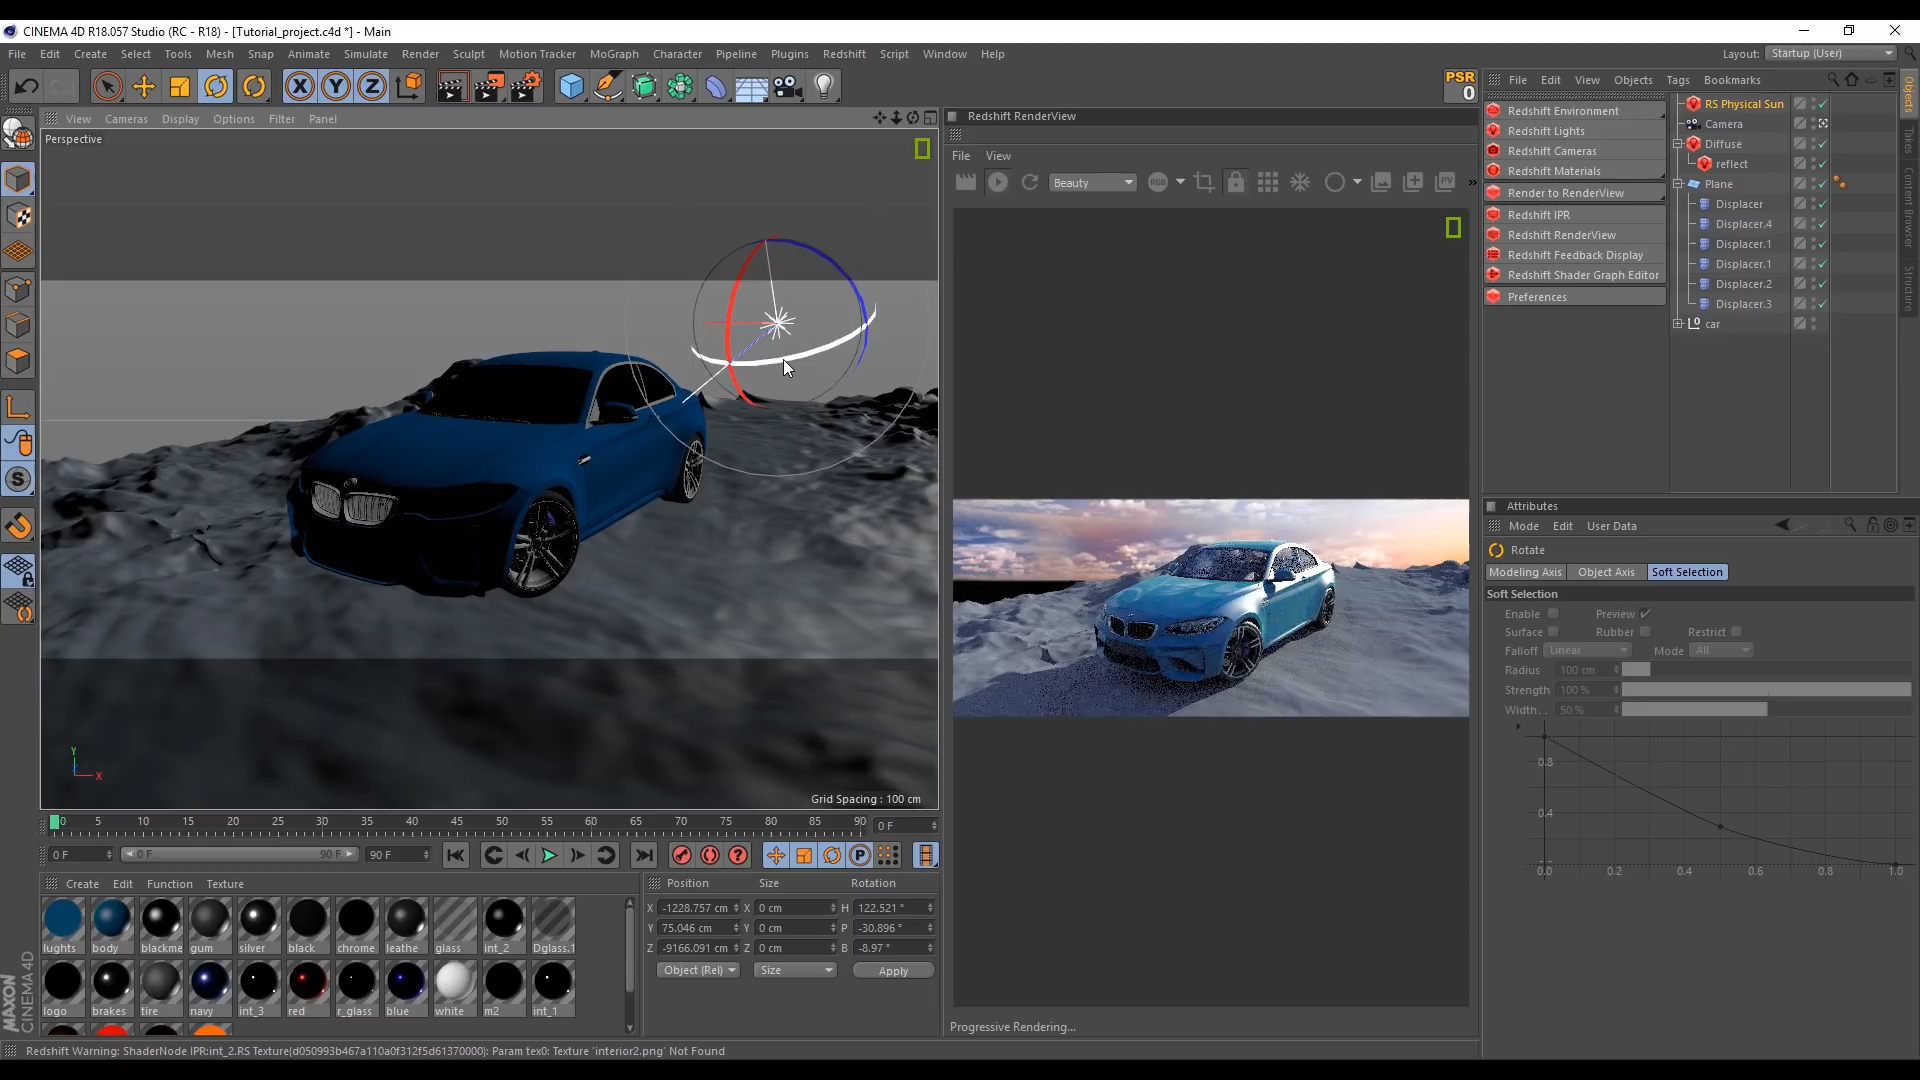 CINEMA 4D R18.057 Studio (RC - R18) - [Tutorial_project.c4d *] - Main
File Edit Create Select Tools Mesh Snap Animate Simulate Render Sculpt Motion Tracker MoGraph Character Pipeline Plugins Redshift Script Window Help
Layout: Startup (User)
X Y Z
PSR
0
File Edit View Objects Tags Bookmarks
View Cameras Display Options Filter Panel
Perspective
Redshift RenderView
File View
Beauty
RGB
PV
Redshift Environment
Redshift Lights
Redshift Cameras
Redshift Materials
Render to RenderView
Redshift IPR
Redshift RenderView
Redshift Feedback Display
Redshift Shader Graph Editor
Preferences
RS Physical Sun
Camera
Diffuse
reflect
Plane
Displacer
Displacer.4
Displacer.1
Displacer.1
Displacer.2
Displacer.3
car
Objects
Takes
Content Browser
Structure
Attributes
Mode Edit User Data
Rotate
Modeling Axis Object Axis Soft Selection
Soft Selection
Enable Preview
Surface Rubber Restrict
Falloff Linear Mode All
Radius 100 cm
Strength 100 %
Width . . 50 %
0.8
0.4
0.0 0.2 0.4 0.6 0.8 1.0
Y
X
Grid Spacing : 100 cm
0 5 10 15 20 25 30 35 40 45 50 55 60 65 70 75 80 85 90 0 F
0 F 0 F 90 F 90 F
P
Create Edit Function Texture
lughts body blackme gum silver black chrome leathe glass int_2 Dglass.1
logo brakes tire navy int_3 red r_glass blue white m2 int_1
Position Size Rotation
X -1228.757 cm X 0 cm H 122.521 °
Y 75.046 cm Y 0 cm P -30.896 °
Z -9166.091 cm Z 0 cm B -8.97 °
Object (Rel) Size Apply
Progressive Rendering...
MAXON
CINEMA 4D
Redshift Warning: ShaderNode IPR:int_2.RS Texture(d050993b467a110a0f312f5d61370000): Param tex0: Texture 'interior2.png' Not Found